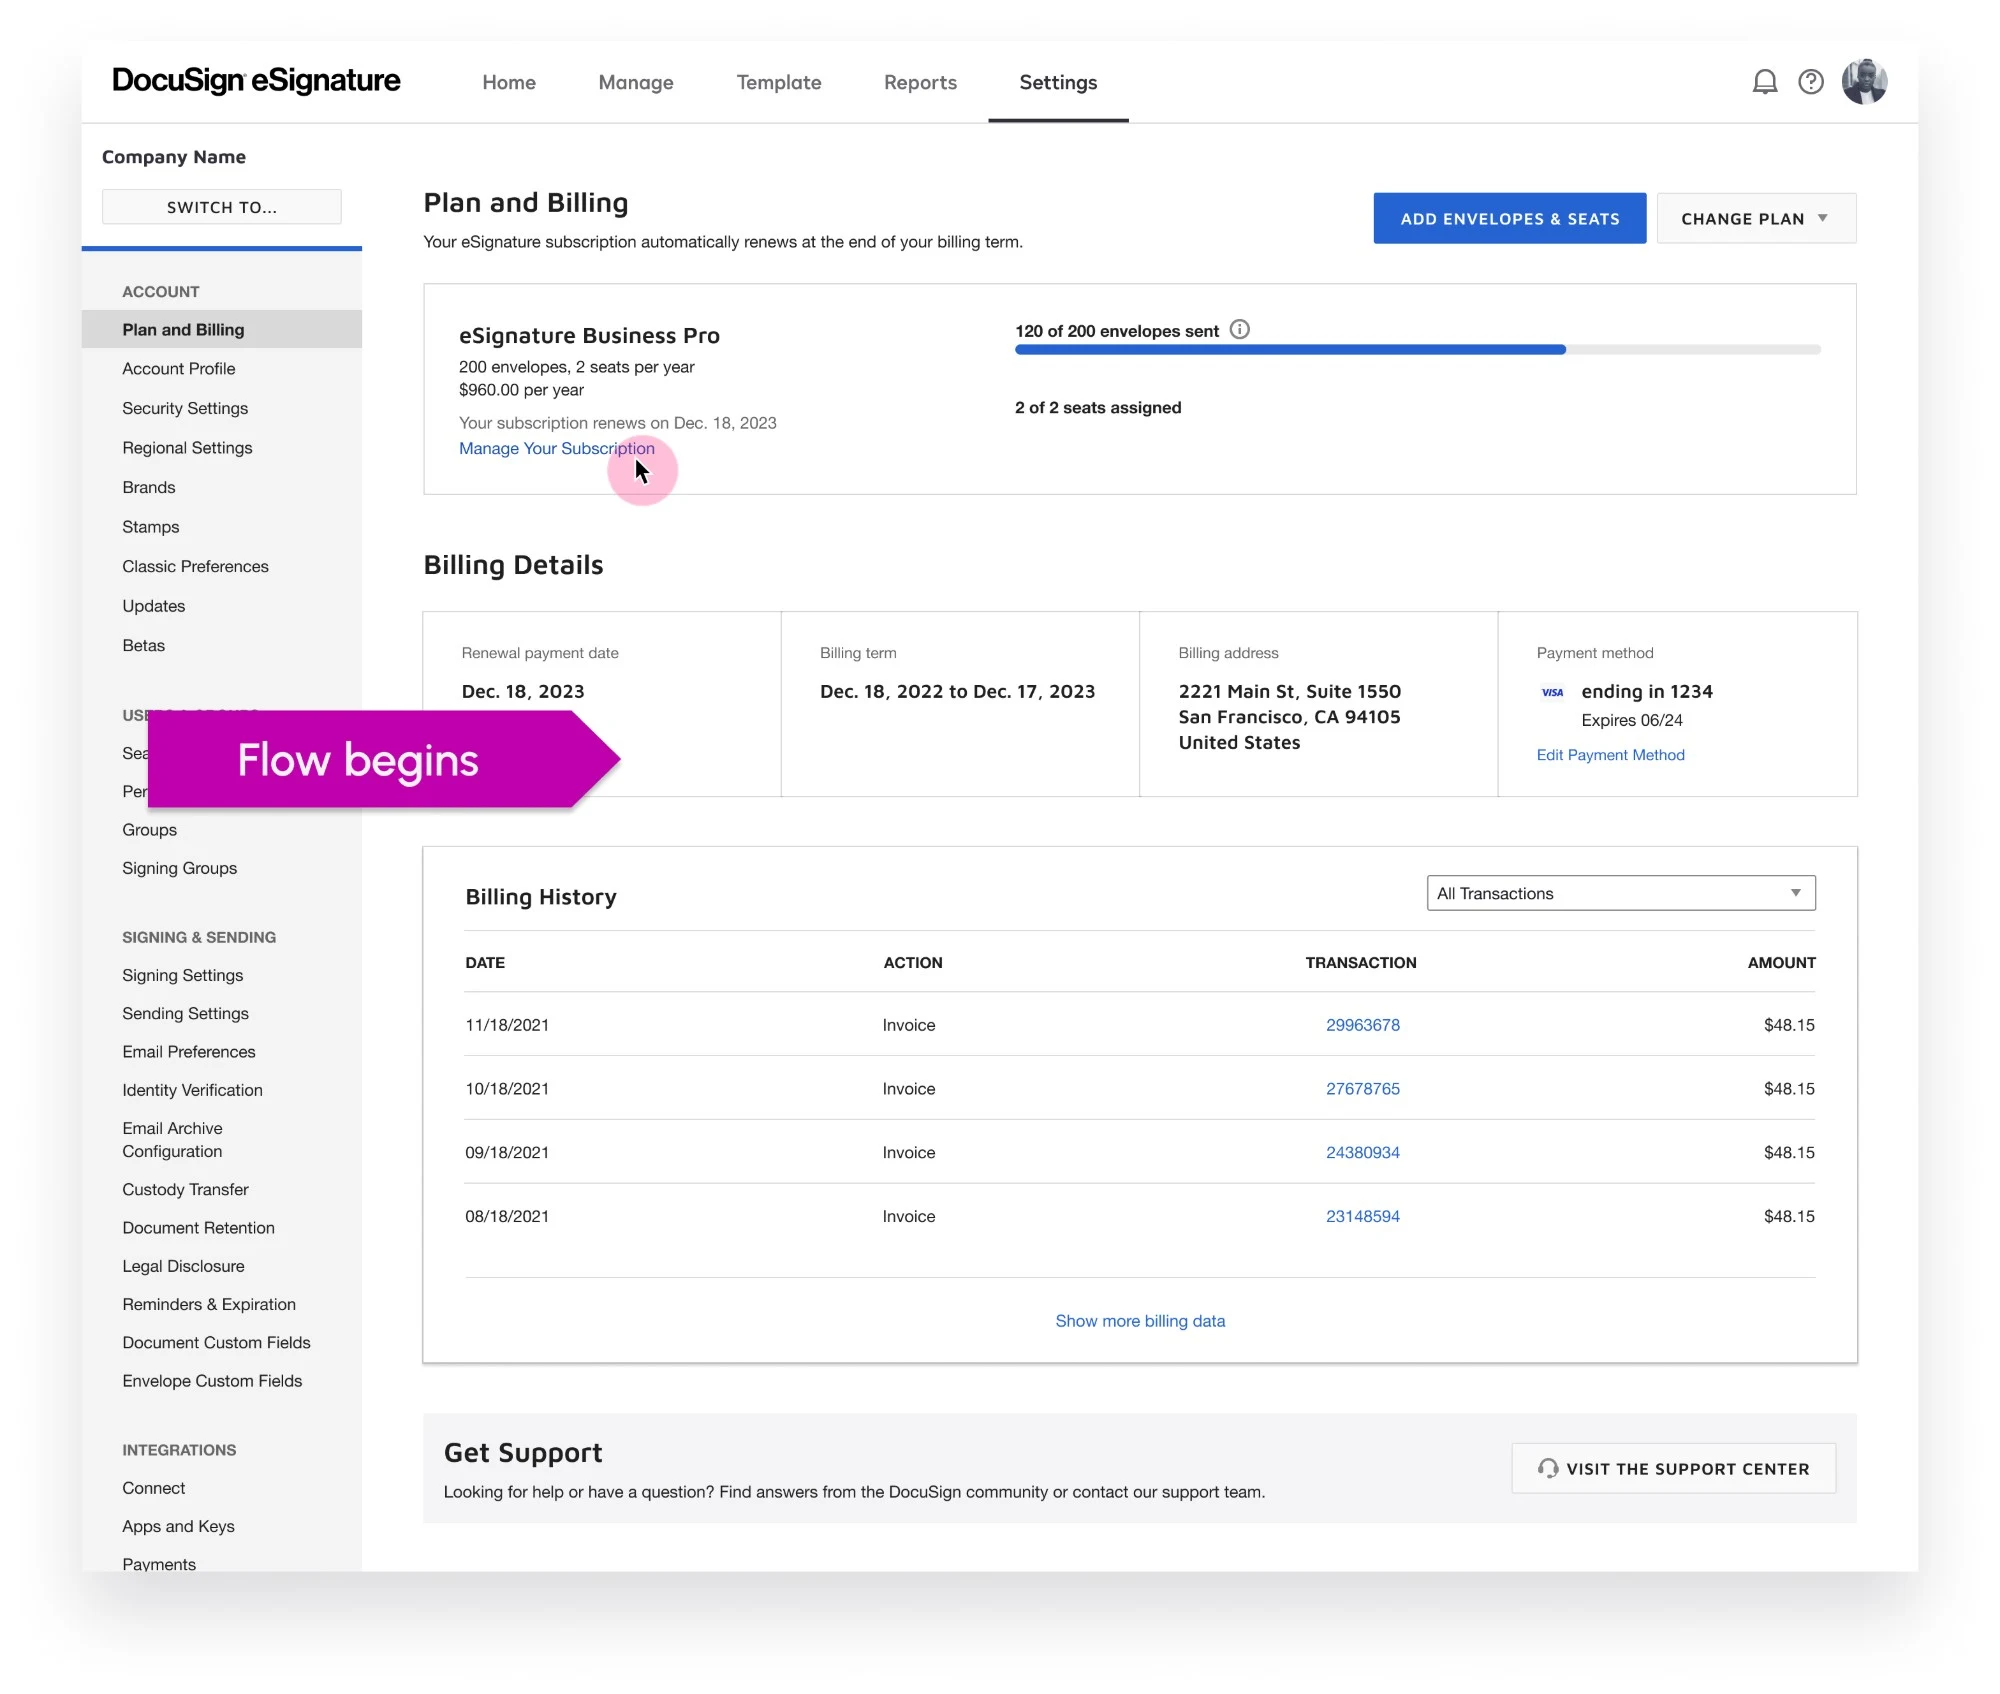 DocuSign eSignature
Home
Manage
Template
Reports
Settings
Company Name
SWITCH TO...
ACCOUNT
Plan and Billing
Account Profile
Security Settings
Regional Settings
Brands
Stamps
Classic Preferences
Updates
Betas
Groups
Signing Groups
SIGNING & SENDING
Signing Settings
Sending Settings
Email Preferences
Identity Verification
Email Archive
Configuration
Custody Transfer
Document Retention
Legal Disclosure
Reminders & Expiration
Document Custom Fields
Envelope Custom Fields
INTEGRATIONS
Connect
Apps and Keys
Payments
Flow begins
Plan and Billing
Your eSignature subscription automatically renews at the end of your billing term.
ADD ENVELOPES & SEATS
CHANGE PLAN
eSignature Business Pro
200 envelopes, 2 seats per year
$960.00 per year
Your subscription renews on Dec. 18, 2023
Manage Your Subscription
120 of 200 envelopes sent
2 of 2 seats assigned
Billing Details
Renewal payment date
Dec. 18, 2023
Billing term
Dec. 18, 2022 to Dec. 17, 2023
Billing address
2221 Main St, Suite 1550
San Francisco, CA 94105
United States
Payment method
VISA ending in 1234
Expires 06/24
Edit Payment Method
Billing History
All Transactions
DATE ACTION TRANSACTION AMOUNT
11/18/2021 Invoice 29963678 $48.15
10/18/2021 Invoice 27678765 $48.15
09/18/2021 Invoice 24380934 $48.15
08/18/2021 Invoice 23148594 $48.15
Show more billing data
Get Support
Looking for help or have a question? Find answers from the DocuSign community or contact our support team.
VISIT THE SUPPORT CENTER